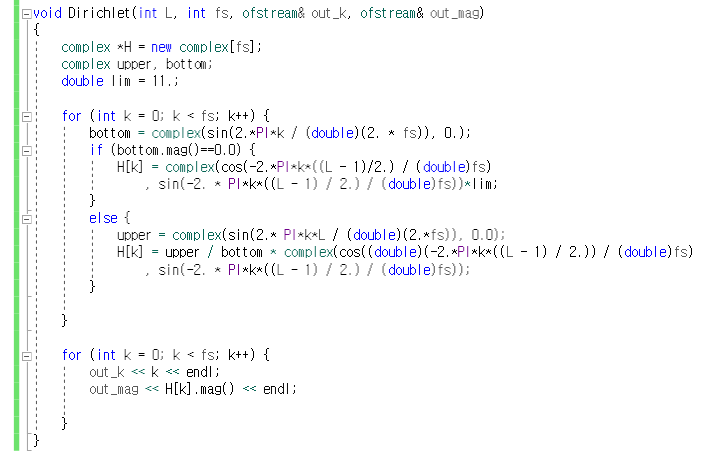 void Dirichlet(int L, int fs, ofstream& out_k, ofstream& out_mag)
{
complex *H = new complex[fs];
complex upper, bottom;
double lim = 11.;
for (int k = 0; k < fs; k++) {
bottom = complex(sin(2.*PI*k / (double)(2. * fs)), 0.);
if (bottom.mag()==0.0) {
H[k] = complex(cos(-2.*PI*k*((L - 1)/2.) / (double)fs)
, sin(-2. * PI*k*((L - 1) / 2.) / (double)fs))*lim;
}
else {
upper = complex(sin(2.* PI*k*L / (double)(2.*fs)), 0.0);
H[k] = upper / bottom * complex(cos((double)(-2.*PI*k*((L - 1) / 2.)) / (double)fs)
, sin(-2. * PI*k*((L - 1) / 2.) / (double)fs));
}
}
for (int k = 0; k < fs; k++) {
out_k << k << endl;
out_mag << H[k].mag() << endl;
}
}